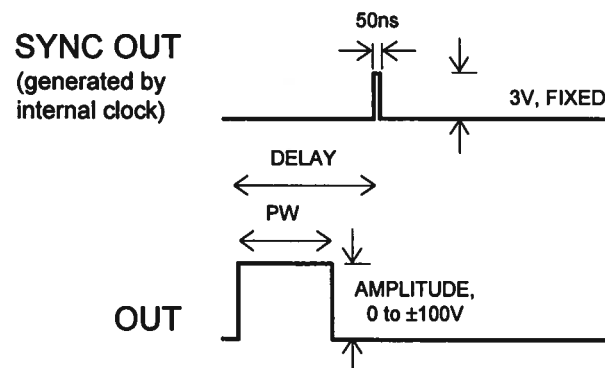 50ns
SYNC OUT
(generated by
internal clock)
3V, FIXED
DELAY
PW
AMPLITUDE,
0 to ±100V
OUT